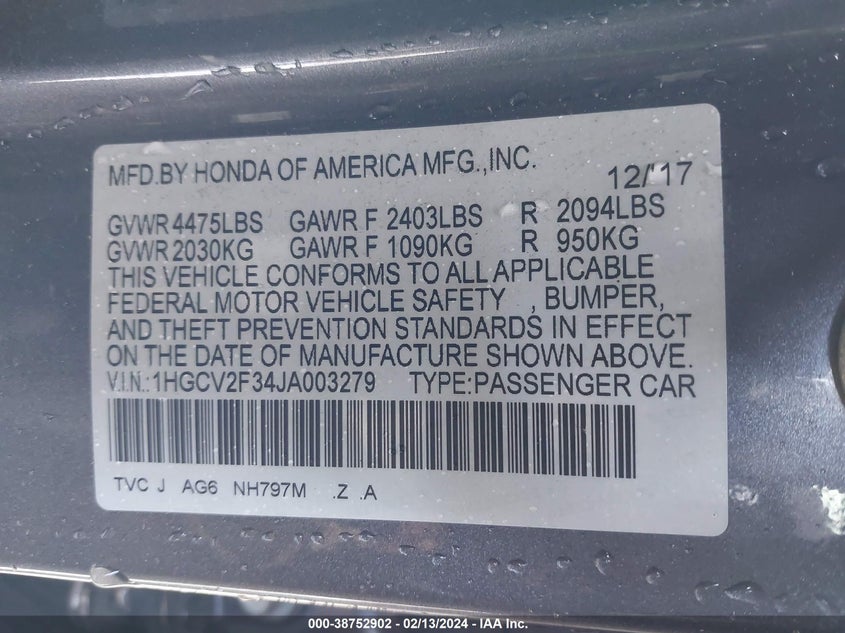 MFD.BY HONDA OF AMERICA MFG.,INC. 12/17
GVWR 4475LBS GAWR F 2403LBS R 2094LBS
GVWR 2030KG GAWR F 1090KG R 950KG
THIS VEHICLE CONFORMS TO ALL APPLICABLE
FEDERAL MOTOR VEHICLE SAFETY , BUMPER,
AND THEFT PREVENTION STANDARDS IN EFFECT
ON THE DATE OF MANUFACTURE SHOWN ABOVE.
V.I.N.:1HGCV2F34JA003279 TYPE:PASSENGER CAR
TVC J AG6 NH797M .Z .A
000-38752902 - 02/13/2024 - IAA Inc.